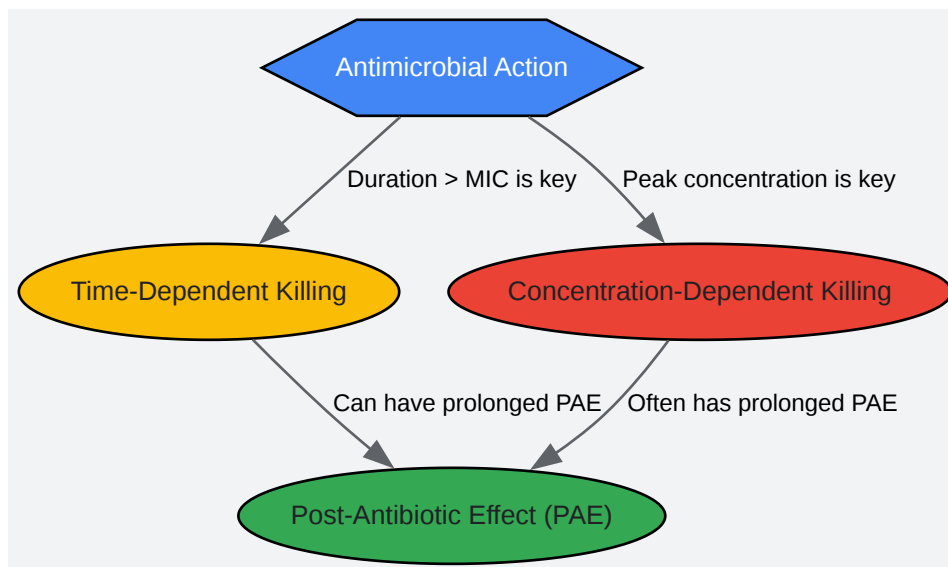 Antimicrobial Action
Duration > MIC is key
Peak concentration is key
Time-Dependent Killing
Concentration-Dependent Killing
Can have prolonged PAE
Often has prolonged PAE
Post-Antibiotic Effect (PAE)